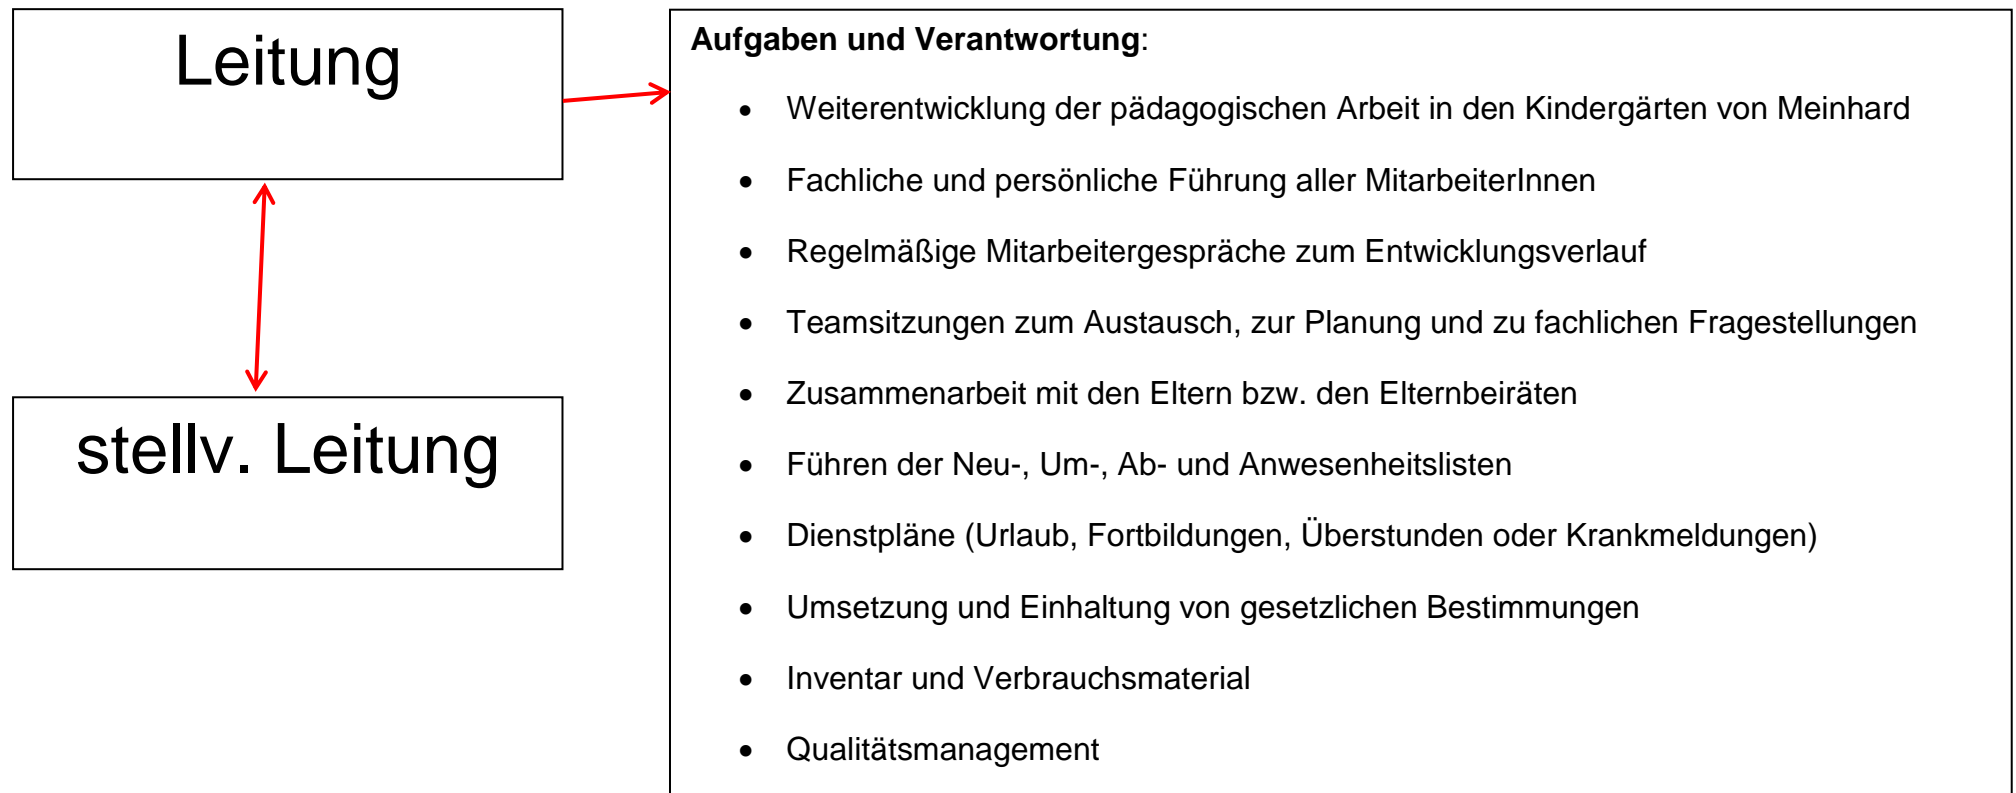 Leitung
stellv. Leitung
Aufgaben und Verantwortung:
• Weiterentwicklung der pädagogischen Arbeit in den Kindergärten von Meinhard
• Fachliche und persönliche Führung aller MitarbeiterInnen
• Regelmäßige Mitarbeitergespräche zum Entwicklungsverlauf
• Teamsitzungen zum Austausch, zur Planung und zu fachlichen Fragestellungen
• Zusammenarbeit mit den Eltern bzw. den Elternbeiräten
• Führen der Neu-, Um-, Ab- und Anwesenheitslisten
• Dienstpläne (Urlaub, Fortbildungen, Überstunden oder Krankmeldungen)
• Umsetzung und Einhaltung von gesetzlichen Bestimmungen
• Inventar und Verbrauchsmaterial
• Qualitätsmanagement